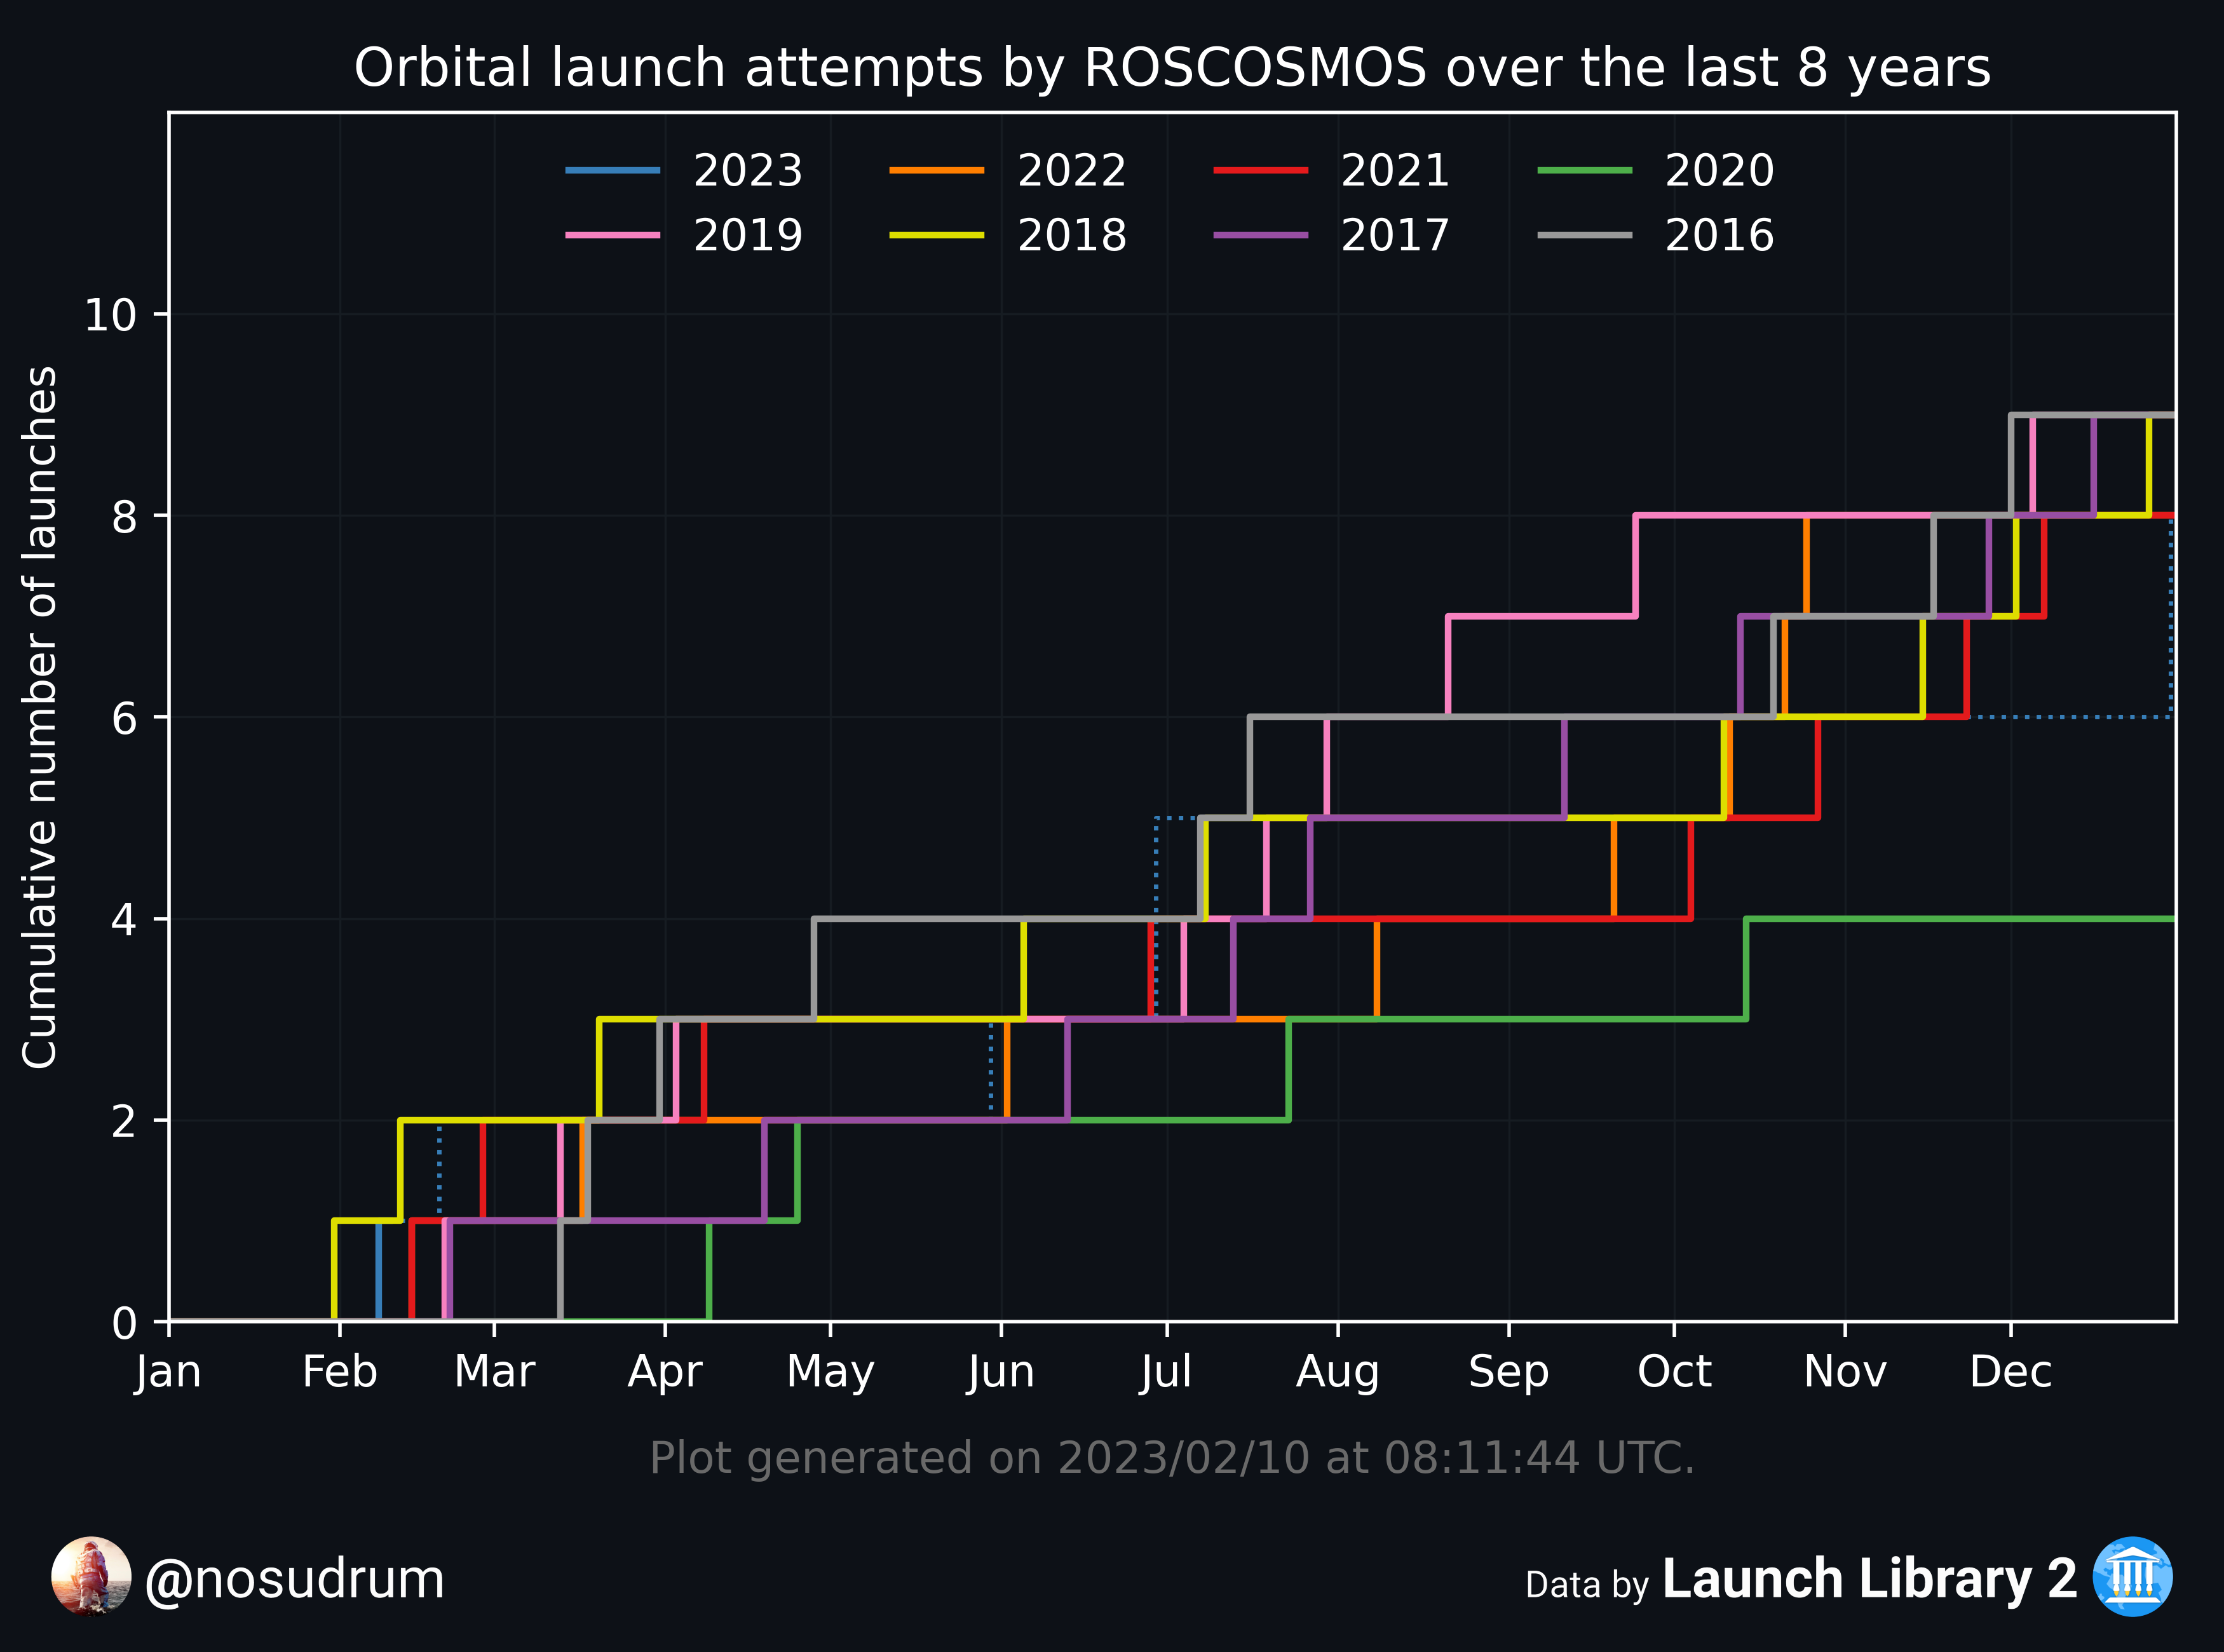 Orbital launch attempts by ROSCOSMOS over the last 8 years
2023 2022 2021 2020
2019 2018 2017 2016
Cumulative number of launches
10
8
6
4
2
0
Jan Feb Mar Apr May Jun Jul Aug Sep Oct Nov Dec
Plot generated on 2023/02/10 at 08:11:44 UTC.
@nosudrum
Data by Launch Library 2